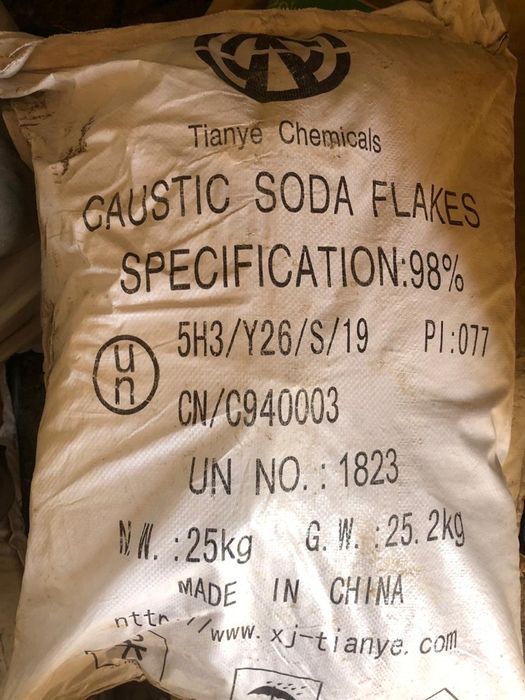 Tianye Chemicals
CAUSTIC SODA FLAKES
SPECIFICATION:98%
un
5H3/Y26/S/19 PI:077
CN/C940003
UN NO.: 1823
N.W.:25kg G.W.:25.2kg
MADE IN CHINA
http://www.xj-tianye.com